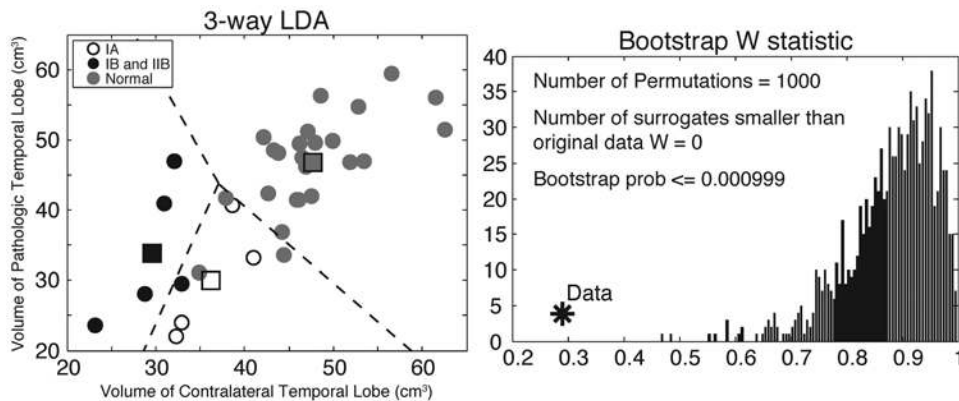 3-way LDA
IA
IB and IIB
Normal
Volume of Pathologic Temporal Lobe (cm³)
60
50
40
30
20
20
30
40
50
60
Volume of Contralateral Temporal Lobe (cm³)
Bootstrap W statistic
Number of Permutations = 1000
Number of surrogates smaller than
original data W = 0
Bootstrap prob <= 0.000999
Data
40
35
30
25
20
15
10
5
0
0.2
0.3
0.4
0.5
0.6
0.7
0.8
0.9
1